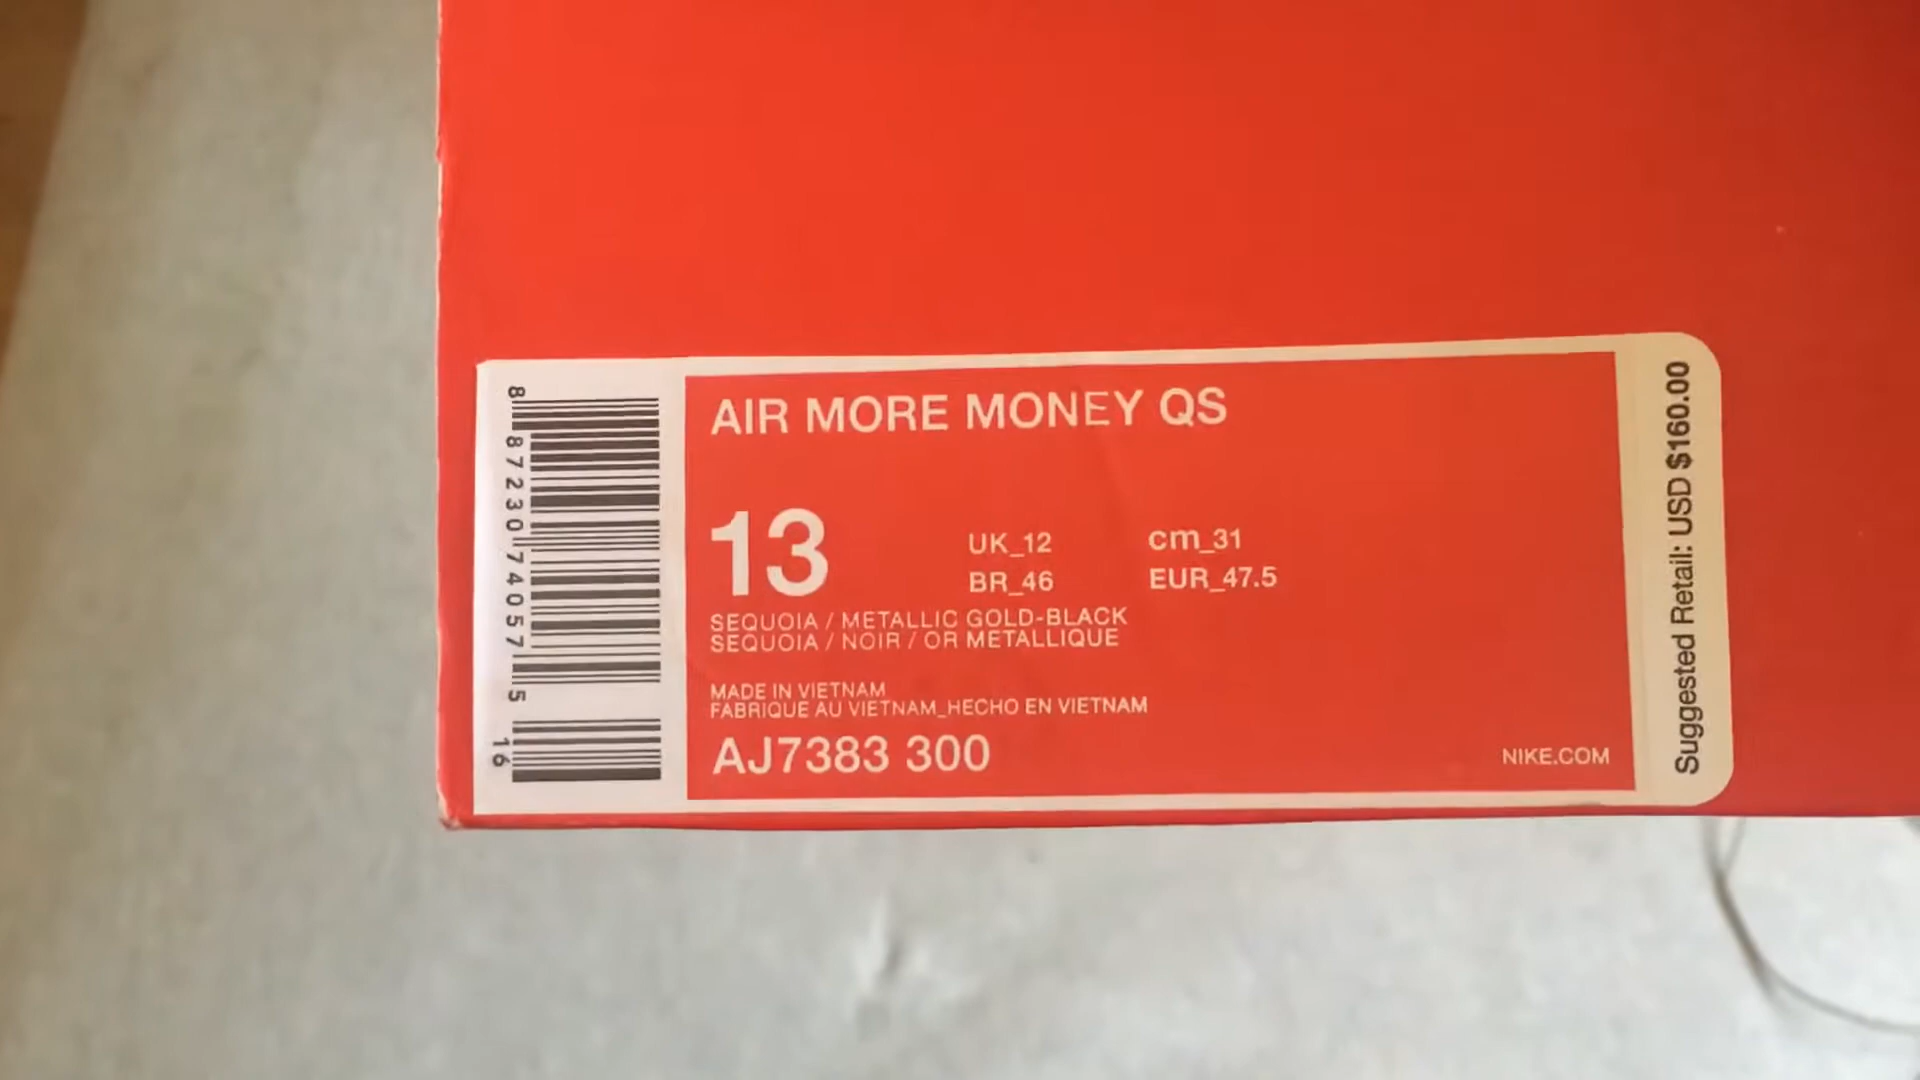 8 87230 74057 5 16
AIR MORE MONEY QS
13
UK_12
cm_31
BR_46
EUR_47.5
SEQUOIA / METALLIC GOLD-BLACK
SEQUOIA / NOIR / OR METALLIQUE
MADE IN VIETNAM
FABRIQUE AU VIETNAM_HECHO EN VIETNAM
AJ7383 300
NIKE.COM
Suggested Retail: USD $160.00